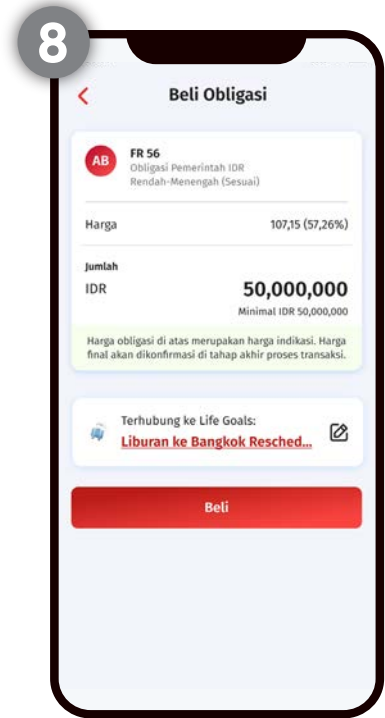 8
Beli Obligasi
AB
FR 56
Obligasi Pemerintah IDR
Rendah-Menengah (Sesuai)
Harga 107,15 (57,26%)
Jumlah
IDR 50,000,000
Minimal IDR 50,000,000
Harga obligasi di atas merupakan harga indikasi. Harga
final akan dikonfirmasi di tahap akhir proses transaksi.
Terhubung ke Life Goals:
Liburan ke Bangkok Resched...
Beli